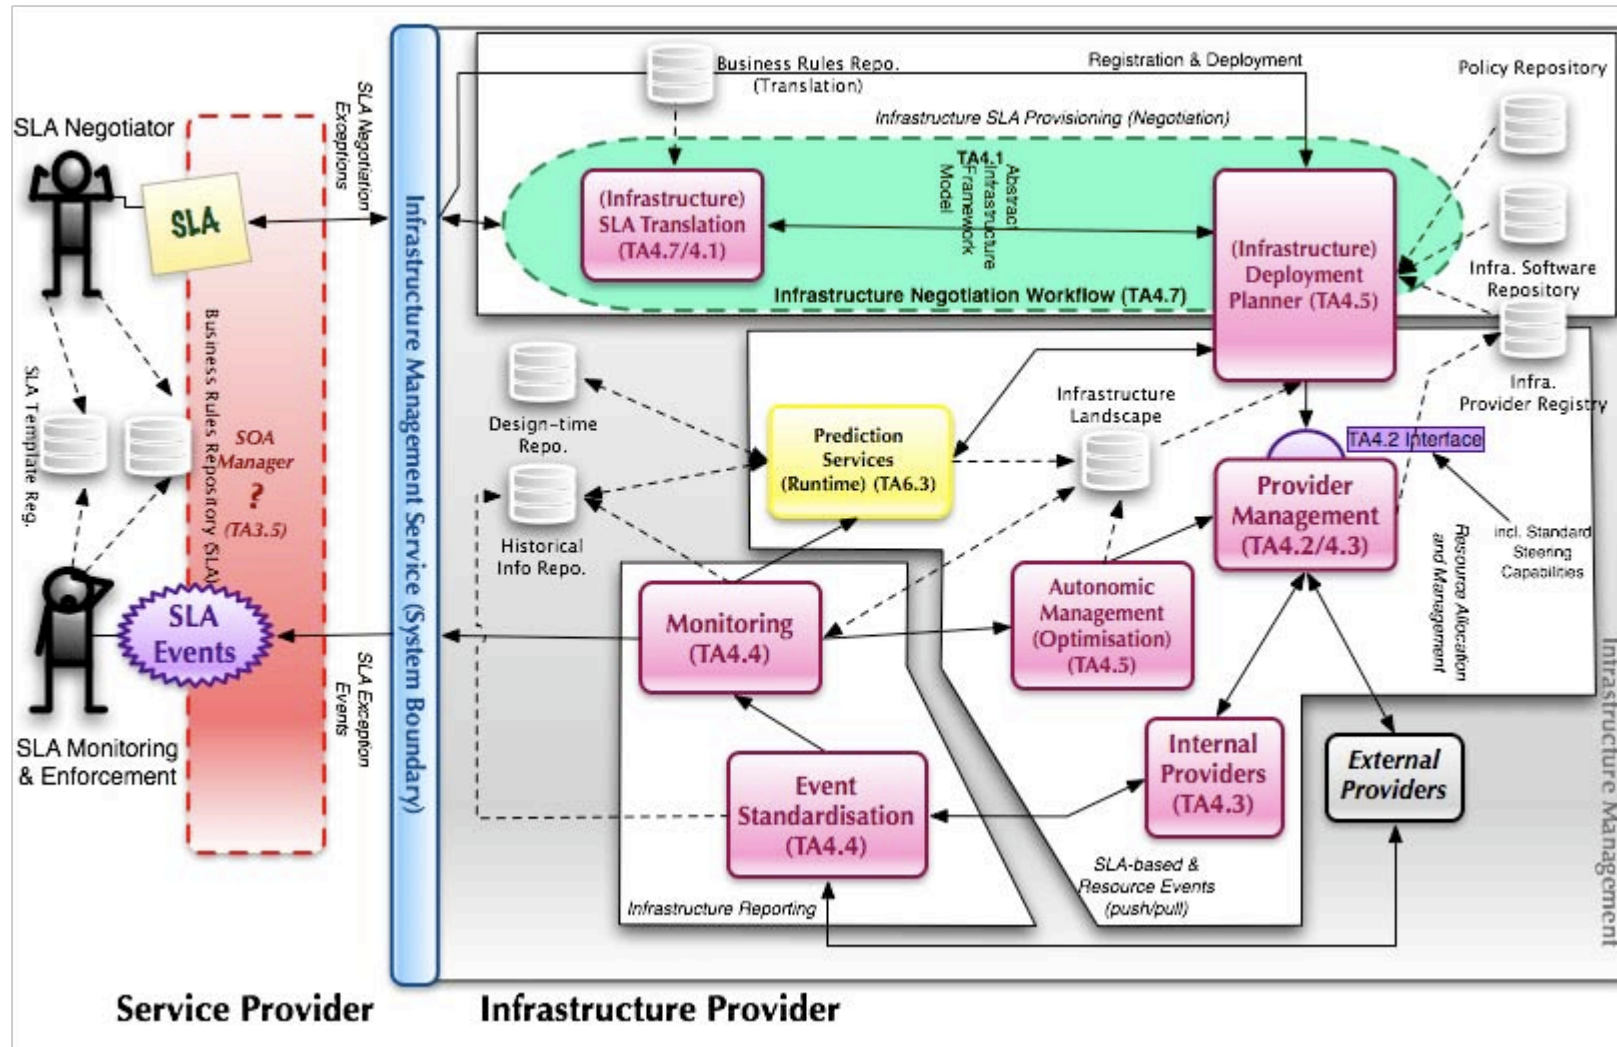 Business Rules Repo.
(Translation)
Registration & Deployment
Policy Repository
SLA Negotiation
Exceptions
SLA Negotiator
SLA
Infrastructure SLA Provisioning (Negotiation)
TA4.1
Abstract
Infrastructure
Framework
Model
(Infrastructure)
SLA Translation
(TA4.7/4.1)
(Infrastructure)
Deployment
Planner (TA4.5)
Infrastructure Negotiation Workflow (TA4.7)
Infra. Software
Repository
Infra.
Provider Registry
Infrastructure Management Service (System Boundary)
SLA Template Reg.
Business Rules Repository (SLA)
SOA
Manager
?
(TA3.5)
Design-time
Repo.
Historical
Info Repo.
Prediction
Services
(Runtime) (TA6.3)
Infrastructure
Landscape
TA4.2 Interface
Provider
Management
(TA4.2/4.3)
incl. Standard
Steering
Capabilities
Resource Allocation
and Management
SLA
Events
SLA Exception
Events
SLA Monitoring
& Enforcement
Monitoring
(TA4.4)
Autonomic
Management
(Optimisation)
(TA4.5)
Event
Standardisation
(TA4.4)
Internal
Providers
(TA4.3)
External
Providers
SLA-based &
Resource Events
(push/pull)
Infrastructure Reporting
Infrastructure Management
Service Provider
Infrastructure Provider